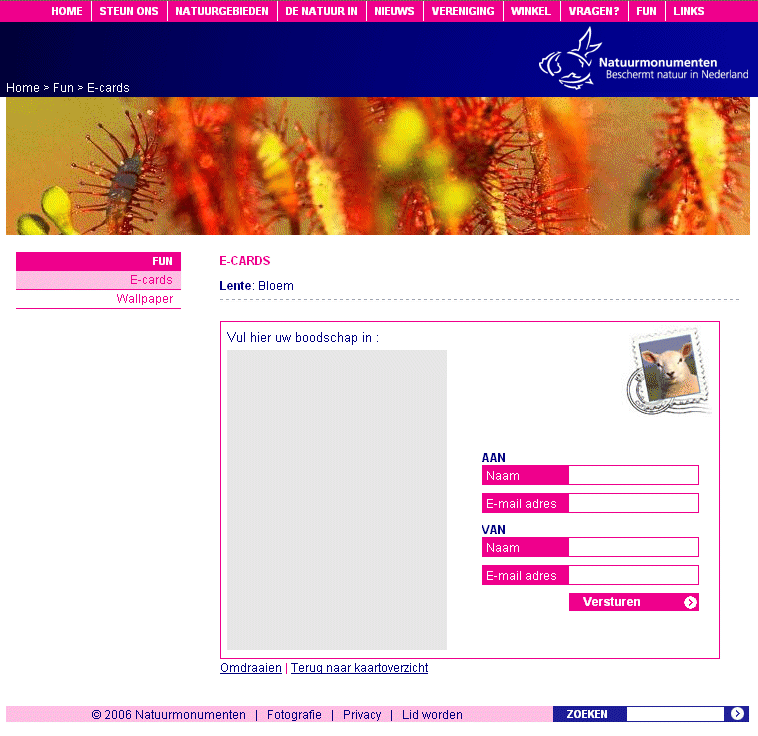 HOME STEUN ONS NATUURGEBIEDEN DE NATUUR IN NIEUWS VERENIGING WINKEL VRAGEN? FUN LINKS
Natuurmonumenten
Beschermt natuur in Nederland
Home > Fun > E-cards
FUN
E-cards
Wallpaper
E-CARDS
Lente: Bloem
Vul hier uw boodschap in :
AAN
Naam
E-mail adres
VAN
Naam
E-mail adres
Versturen
Omdraaien | Terug naar kaartoverzicht
© 2006 Natuurmonumenten | Fotografie | Privacy | Lid worden ZOEKEN